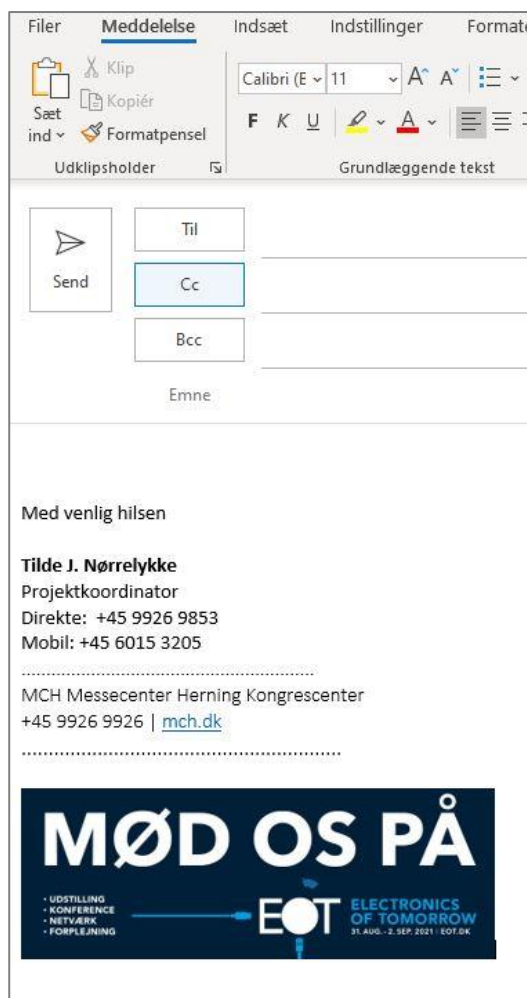 Filer Meddelelse Indsæt Indstillinger Formate
Klip
Kopiér
Sæt
ind
Formatpensel
Calibri (E 11 A A
F K U A
Udklipsholder Grundlæggende tekst
Til
Send Cc
Bcc
Emne
Med venlig hilsen
Tilde J. Nørrelykke
Projektkoordinator
Direkte: +45 9926 9853
Mobil: +45 6015 3205
............................................................
MCH Messecenter Herning Kongrescenter
+45 9926 9926 | mch.dk
............................................................
MØD OS PÅ
· UDSTILLING
· KONFERENCE
· NETVÆRK
· FORPLEJNING
EOT
ELECTRONICS
OF TOMORROW
31. AUG. - 2. SEP. 2021 | EOT.DK